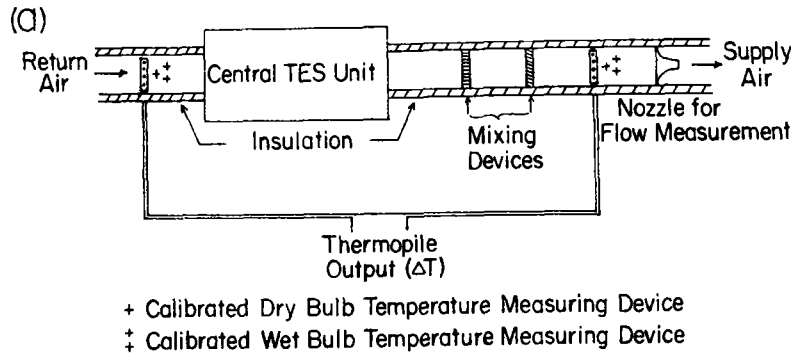 (a)
Return
Air
Central TES Unit
Supply
Air
Insulation
Mixing
Devices
Nozzle for
Flow Measurement
Thermopile
Output (ΔT)
+ Calibrated Dry Bulb Temperature Measuring Device
‡ Calibrated Wet Bulb Temperature Measuring Device